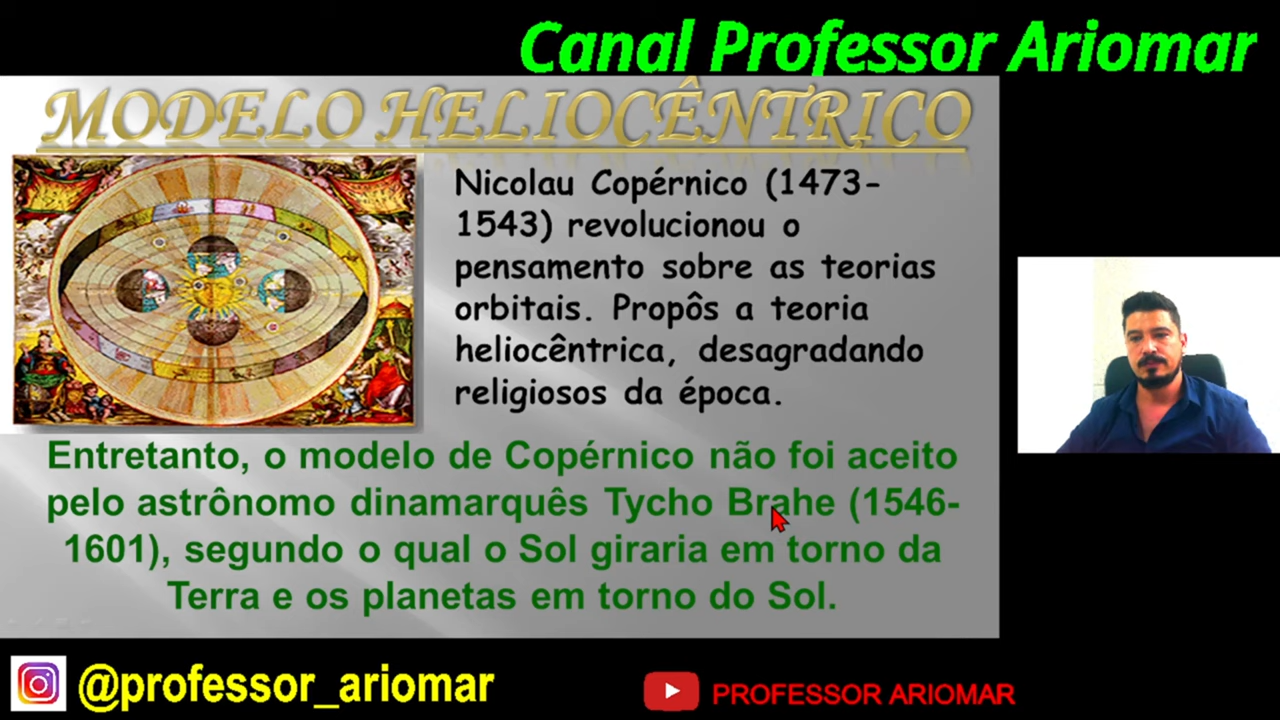 Canal Professor Ariomar
MODELO HELIOCÊNTRICO
Nicolau Copérnico (1473-
1543) revolucionou o
pensamento sobre as teorias
orbitais. Propôs a teoria
heliocêntrica, desagradando
religiosos da época.
Entretanto, o modelo de Copérnico não foi aceito
pelo astrônomo dinamarquês Tycho Brahe (1546-
1601), segundo o qual o Sol giraria em torno da
Terra e os planetas em torno do Sol.
@professor_ariomar
PROFESSOR ARIOMAR